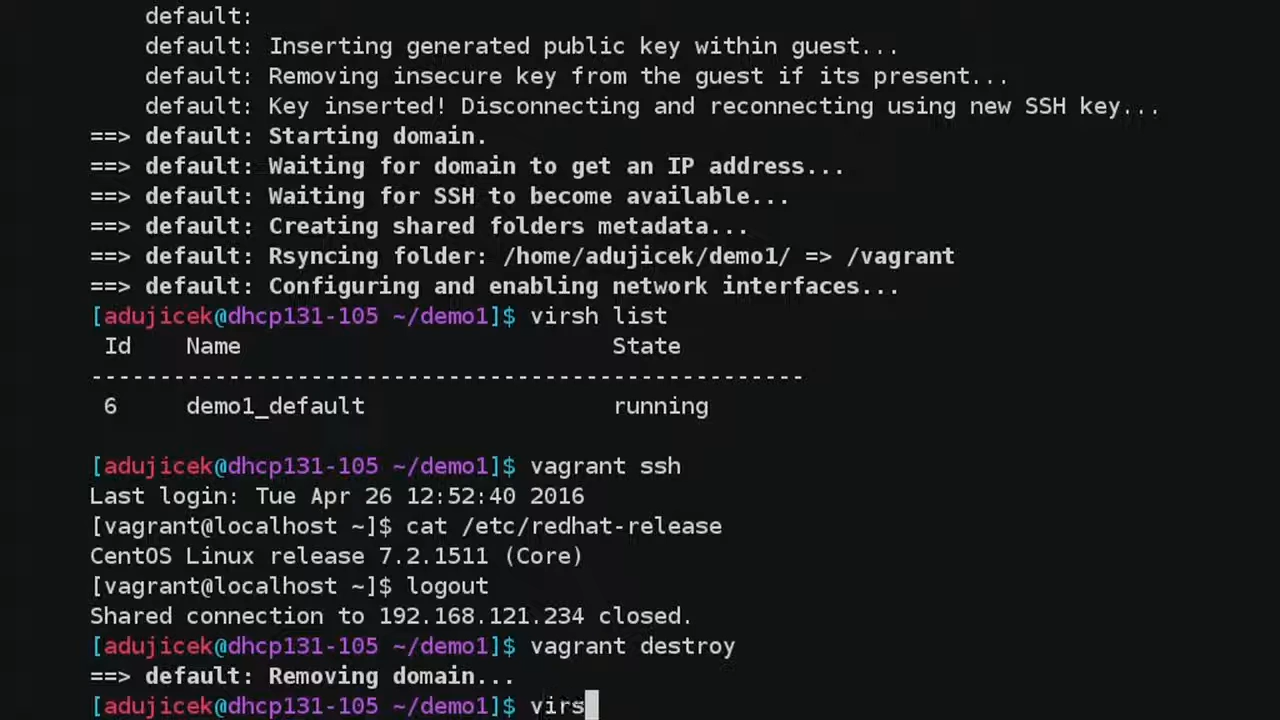 default:
default: Inserting generated public key within guest...
default: Removing insecure key from the guest if its present...
default: Key inserted! Disconnecting and reconnecting using new SSH key...
==> default: Starting domain.
==> default: Waiting for domain to get an IP address...
==> default: Waiting for SSH to become available...
==> default: Creating shared folders metadata...
==> default: Rsyncing folder: /home/adujicek/demo1/ => /vagrant
==> default: Configuring and enabling network interfaces...
[adujicek@dhcp131-105 ~/demo1]$ virsh list
Id    Name                           State
----------------------------------------------------
6     demo1_default                  running
[adujicek@dhcp131-105 ~/demo1]$ vagrant ssh
Last login: Tue Apr 26 12:52:40 2016
[vagrant@localhost ~]$ cat /etc/redhat-release
CentOS Linux release 7.2.1511 (Core)
[vagrant@localhost ~]$ logout
Shared connection to 192.168.121.234 closed.
[adujicek@dhcp131-105 ~/demo1]$ vagrant destroy
==> default: Removing domain...
[adujicek@dhcp131-105 ~/demo1]$ virs